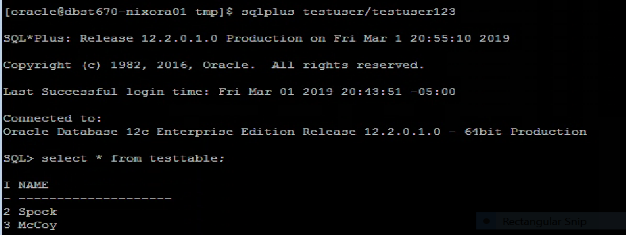 [oracle@dbst670-nixora01 tmp]$ sqlplus testuser/testuser123
SQL*Plus: Release 12.2.0.1.0 Production on Fri Mar 1 20:55:10 2019
Copyright (c) 1982, 2016, Oracle.  All rights reserved.
Last Successful login time: Fri Mar 01 2019 20:43:51 -05:00
Connected to:
Oracle Database 12c Enterprise Edition Release 12.2.0.1.0 - 64bit Production
SQL> select * from testtable;
I NAME
- --------------------
2 Spock
3 McCoy
Rectangular Snip